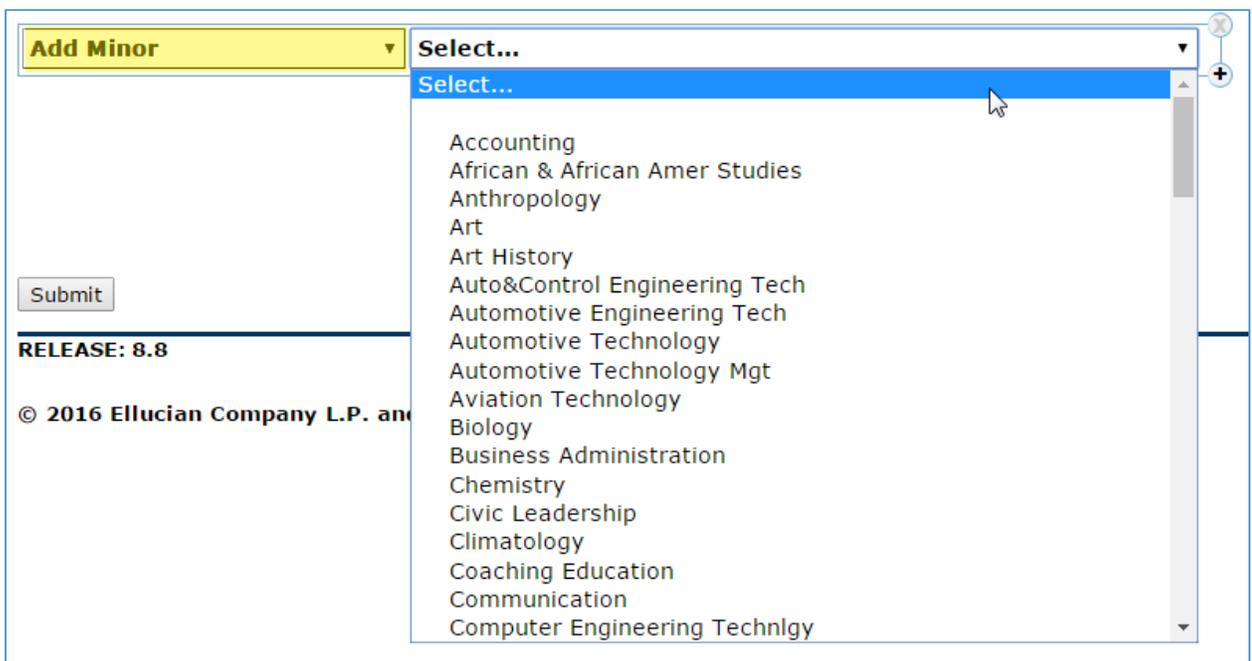 Add Minor
Select...
Select...
Accounting
African & African Amer Studies
Anthropology
Art
Art History
Auto&Control Engineering Tech
Automotive Engineering Tech
Automotive Technology
Automotive Technology Mgt
Aviation Technology
Biology
Business Administration
Chemistry
Civic Leadership
Climatology
Coaching Education
Communication
Computer Engineering Technlgy
Submit
RELEASE: 8.8
© 2016 Ellucian Company L.P. and